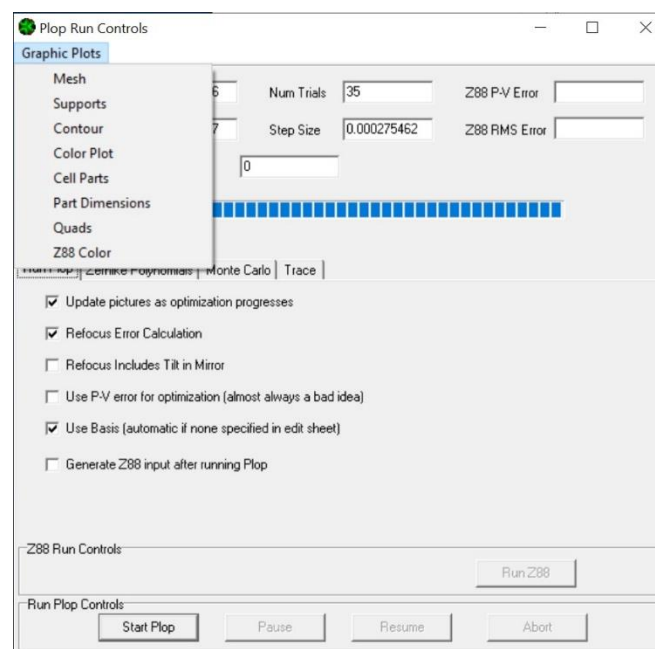 Plop Run Controls
Graphic Plots
Mesh
Supports
Contour
Color Plot
Cell Parts
Part Dimensions
Quads
Z88 Color
6 Num Trials 35 Z88 P-V Error
7 Step Size 0.000275462 Z88 RMS Error
0
Run Plop Zernike Polynomials Monte Carlo Trace
Update pictures as optimization progresses
Refocus Error Calculation
Refocus Includes Tilt in Mirror
Use P-V error for optimization (almost always a bad idea)
Use Basis (automatic if none specified in edit sheet)
Generate Z88 input after running Plop
Z88 Run Controls
Run Z88
Run Plop Controls
Start Plop Pause Resume Abort